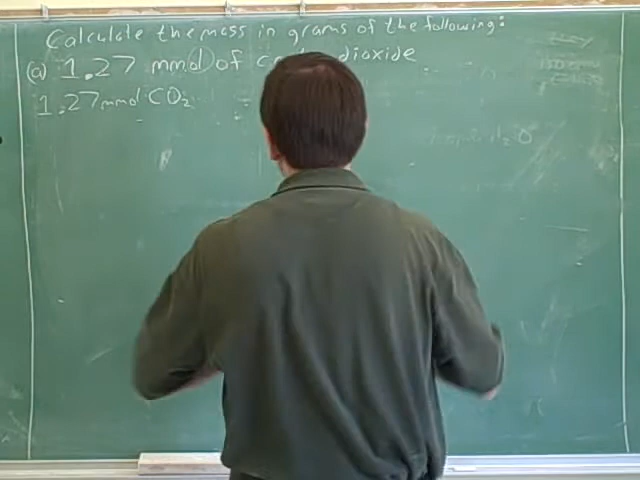 Calculate the mass in grams of the following:
(a) 1.27 mmol of dioxide
1.27 mmol CO2